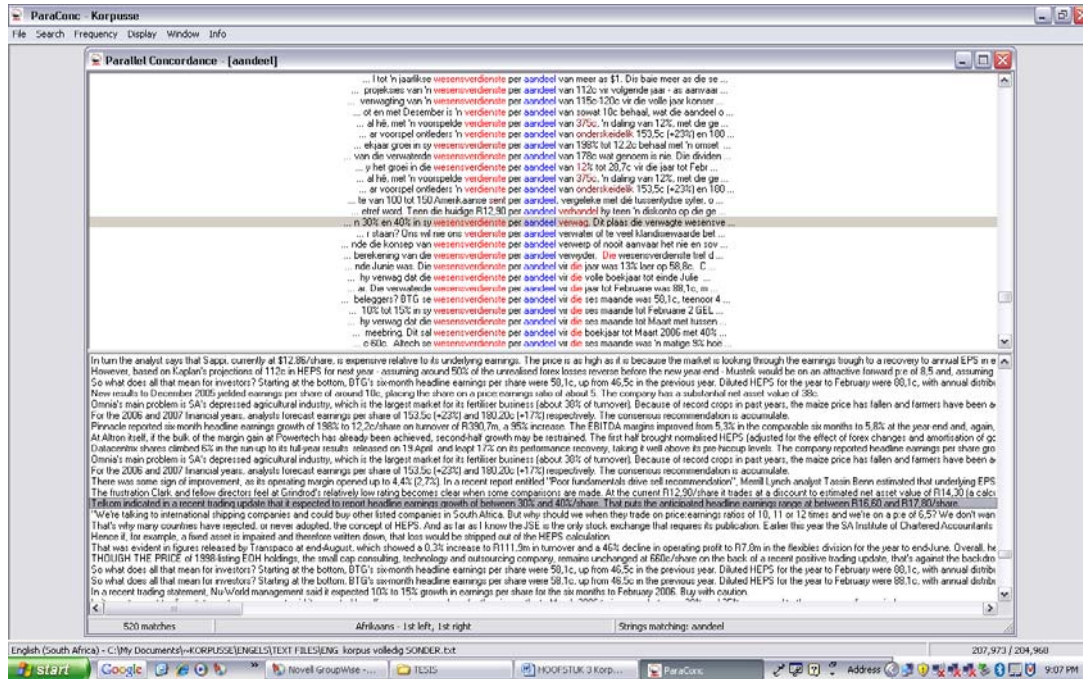 ParaConc - Korpusse
File Search Frequency Display Window Info
Parallel Concordance - [aandeel]
... l tot 'n jaarlikse wesensverdienste per aandeel van meer as $1. Dis baie meer as die se ...
... projeksies van 'n wesensverdienste per aandeel van 112c vir volgende jaar - as aanvaar ...
... verwagting van 'n wesensverdienste per aandeel van 115c-120c vir die volle jaar konser ...
... ot en met Desember is 'n verdienste per aandeel van sowat 10c behaal, wat die aandeel o ...
... al hê, met 'n voorspelde verdienste per aandeel van 375c, 'n daling van 12%, met die ge ...
... ar voorspel ontleders 'n verdienste per aandeel van onderskeidelik 153,5c (+23%) en 180 ...
... ekjaar groei in sy wesensverdienste per aandeel van 198% tot 12,2c behaal met 'n omset ...
... van die verwaterde wesensverdienste per aandeel van 178c wat genoem is nie. Die dividen ...
... y het groei in die wesensverdienste per aandeel van 12% tot 28,7c vir die jaar tot Febr ...
... al hê, met 'n voorspelde verdienste per aandeel van 375c, 'n daling van 12%, met die ge ...
... ar voorspel ontleders 'n verdienste per aandeel van onderskeidelik 153,5c (+23%) en 180 ...
... te van 100 tot 150 Amerikaanse sent per aandeel, vergeleke met dié tussentydse syfer, o ...
... etref word. Teen die huidige R12,90 per aandeel verhandel hy teen 'n diskonto op die ge ...
... n 30% en 40% in sy wesensverdienste per aandeel verwag. Dit plaas die verwagte wesensve ...
... r staan? Ons wil nie ons verdienste per aandeel verwater of te veel klandisiewaarde bet ...
... nde die konsep van wesensverdienste per aandeel verwerp of nooit aanvaar het nie en sov ...
... berekening van die wesensverdienste per aandeel verwyder. Die wesensverdienste tref d ...
... nde Junie was. Die wesensverdienste per aandeel vir die jaar was 13% laer op 58,8c. C ...
... hy verwag dat die wesensverdienste per aandeel vir die volle boekjaar tot einde Julie ...
... ar. Die verwaterde wesensverdienste per aandeel vir die jaar tot Februarie was 88,1c, m ...
... beleggers? BTG se wesensverdienste per aandeel vir die ses maande was 58,1c, teenoor 4 ...
... 10% tot 15% in sy wesensverdienste per aandeel vir die ses maande tot Februarie 2 GEL ...
... hy verwag dat die wesensverdienste per aandeel vir die ses maande tot Maart met tussen ...
... meebring. Dit sal wesensverdienste per aandeel vir die boekjaar tot Maart 2006 met 40% ...
... o 60c. Altech se wesensverdienste per aandeel vir die ses maande was 'n matige 9% hoë ...
In turn the analyst says that Sappi, currently at $12,86/share, is expensive relative to its underlying earnings. The price is as high as it is because the market is looking through the earnings trough to a recovery to annual EPS in e
However, based on Kaplan's projections of 112c in HEPS for next year - assuming around 50% of the unrealised forex losses reverse before the new year-end - Mustek would be on an attractive forward p:e of 8,5 and, assuming
So what does all that mean for investors? Starting at the bottom, BTG's six-month headline earnings per share were 58,1c, up from 46,5c in the previous year. Diluted HEPS for the year to February were 88,1c, with annual distribu
New results to December 2005 yielded earnings per share of around 10c, placing the share on a price:earnings ratio of about 5. The company has a substantial net asset value of 38c.
Omnia's main problem is SA's depressed agricultural industry, which is the largest market for its fertiliser business (about 38% of turnover). Because of record crops in past years, the maize price has fallen and farmers have been a
For the 2006 and 2007 financial years, analysts forecast earnings per share of 153,5c (+23%) and 180,20c (+17%) respectively. The consensus recommendation is accumulate.
Pinnacle reported six-month headline earnings growth of 198% to 12,2c/share on turnover of R390,7m, a 95% increase. The EBITDA margins improved from 5,3% in the comparable six months to 5,8% at the year-end and, again,
At Altron itself, if the bulk of the margin gain at Powertech has already been achieved, second-half growth may be restrained. The first half brought normalised HEPS (adjusted for the effect of forex changes and amortisation of go
Datacentrix shares climbed 6% in the run-up to its full-year results released on 19 April, and leapt 17% on its performance recovery, taking it well above its pre-hiccup levels. The company reported headline earnings per share gro
Omnia's main problem is SA's depressed agricultural industry, which is the largest market for its fertiliser business (about 38% of turnover). Because of record crops in past years, the maize price has fallen and farmers have been a
For the 2006 and 2007 financial years, analysts forecast earnings per share of 153,5c (+23%) and 180,20c (+17%) respectively. The consensus recommendation is accumulate.
There was some sign of improvement, as its operating margin opened up to 4,4% (2,7%). In a recent report entitled "Poor fundamentals drive sell recommendation", Merrill Lynch analyst Tassin Benn estimated that underlying EPS
The frustration Clark and fellow directors feel at Grindrod's relatively low rating becomes clear when some comparisons are made. At the current R12,90/share it trades at a discount to estimated net asset value of R14,30 (a calcu
Telkom indicated in a recent trading update that it expected to report headline earnings growth of between 30% and 40%/share. That puts the anticipated headline earnings range at between R16,60 and R17,80/share.
"We're talking to international shipping companies and could buy other listed companies in South Africa. But why should we when they trade on price:earnings ratios of 10, 11 or 12 times and we're on a p:e of 6,5? We don't wan
That's why many countries have rejected, or never adopted, the concept of HEPS. And as far as I know the JSE is the only stock exchange that requires its publication. Earlier this year the SA Institute of Chartered Accountants
Hence if, for example, a fixed asset is impaired and therefore written down, that loss would be stripped out of the HEPS calculation.
That was evident in figures released by Transpaco at end-August, which showed a 0,3% increase to R111,9m in turnover and a 46% decline in operating profit to R7,8m in the flexibles division for the year to end-June. Overall, he
THOUGH THE PRICE of 1998-listing EOH holdings, the small cap consulting, technology and outsourcing company, remains unchanged at 660c/share on the back of a recent positive trading update, that's against the backdro
So what does all that mean for investors? Starting at the bottom, BTG's six-month headline earnings per share were 58,1c, up from 46,5c in the previous year. Diluted HEPS for the year to February were 88,1c, with annual distribu
So what does all that mean for investors? Starting at the bottom, BTG's six-month headline earnings per share were 58,1c, up from 46,5c in the previous year. Diluted HEPS for the year to February were 88,1c, with annual distribu
In a recent trading statement, Nu-World management said it expected 10% to 15% growth in earnings per share for the six months to February 2006. Buy with caution.
520 matches Afrikaans - 1st left, 1st right Strings matching: aandeel
English (South Africa) - C:\My Documents\~KORPUSSE\ENGELS\TEXT FILES\ENG korpus volledig SONDER.txt 207,973 / 204,968
start Google Novell GroupWise -... TESIS HOOFSTUK 3 Korp... ParaConc Address 9:07 PM